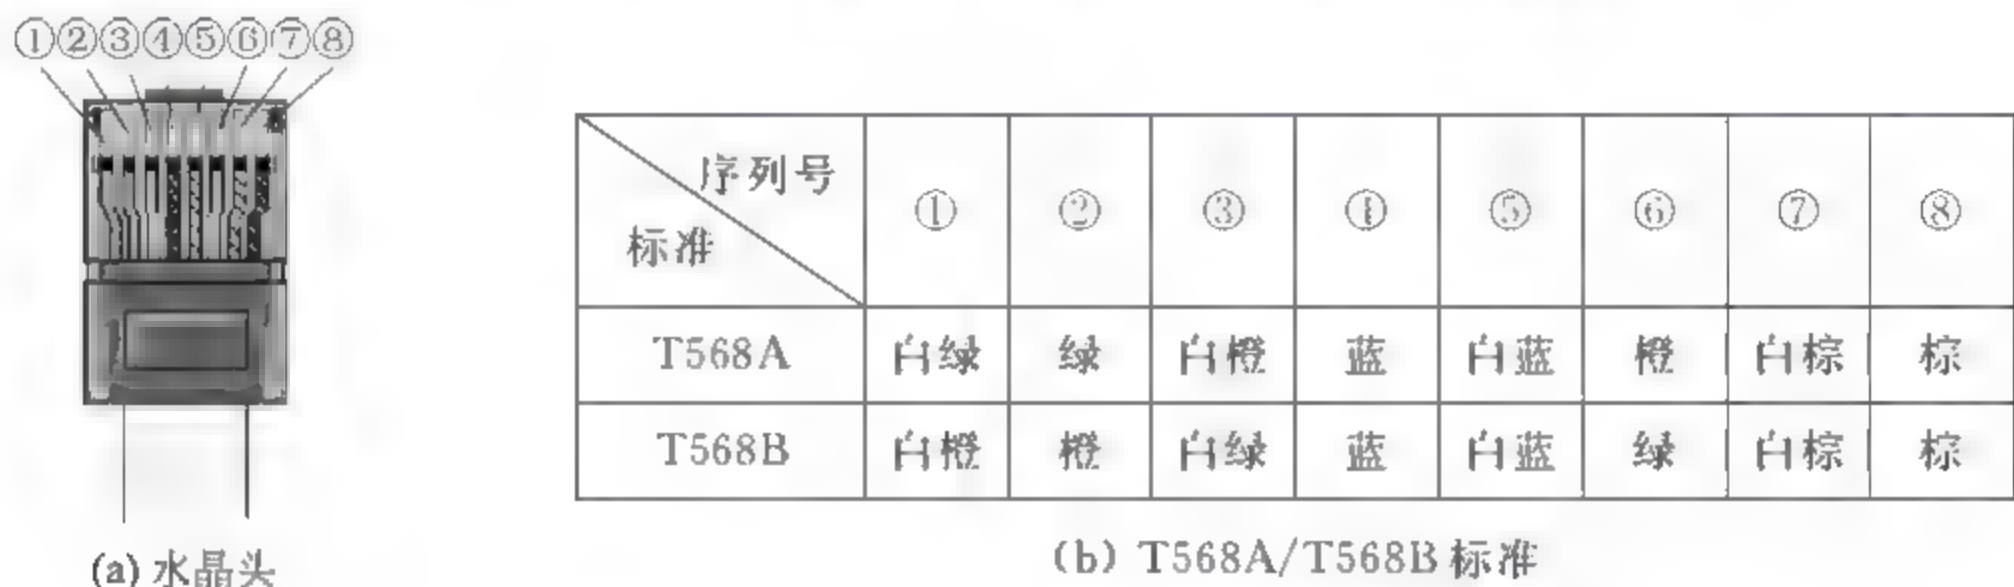 ①②③④⑤⑥⑦⑧
序列号
标准 ① ② ③ ④ ⑤ ⑥ ⑦ ⑧
T568A 白绿 绿 白橙 蓝 白蓝 橙 白棕 棕
T568B 白橙 橙 白绿 蓝 白蓝 绿 白棕 棕
(a) 水晶头
(b) T568A/T568B 标准